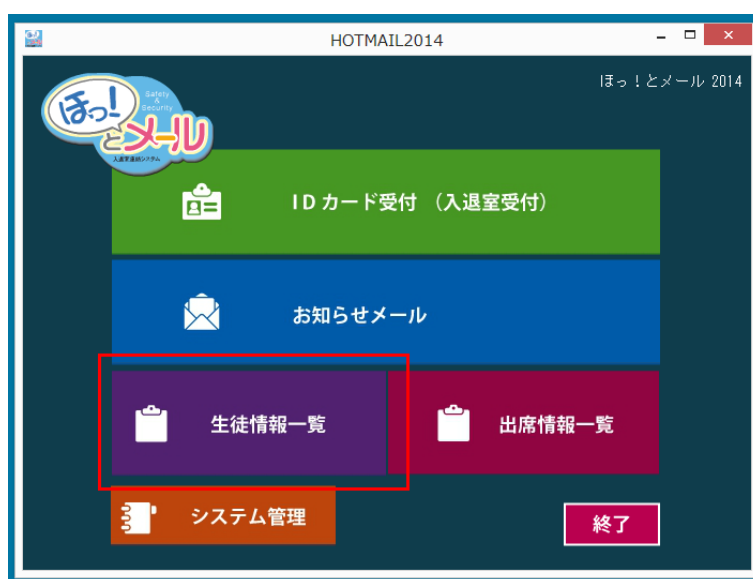 HOTMAIL2014
ほっ!とメール 2014
Safety
&
Security
ほっ!
とメール
入退室連絡システム
IDカード受付 (入退室受付)
お知らせメール
生徒情報一覧
出席情報一覧
システム管理
終了